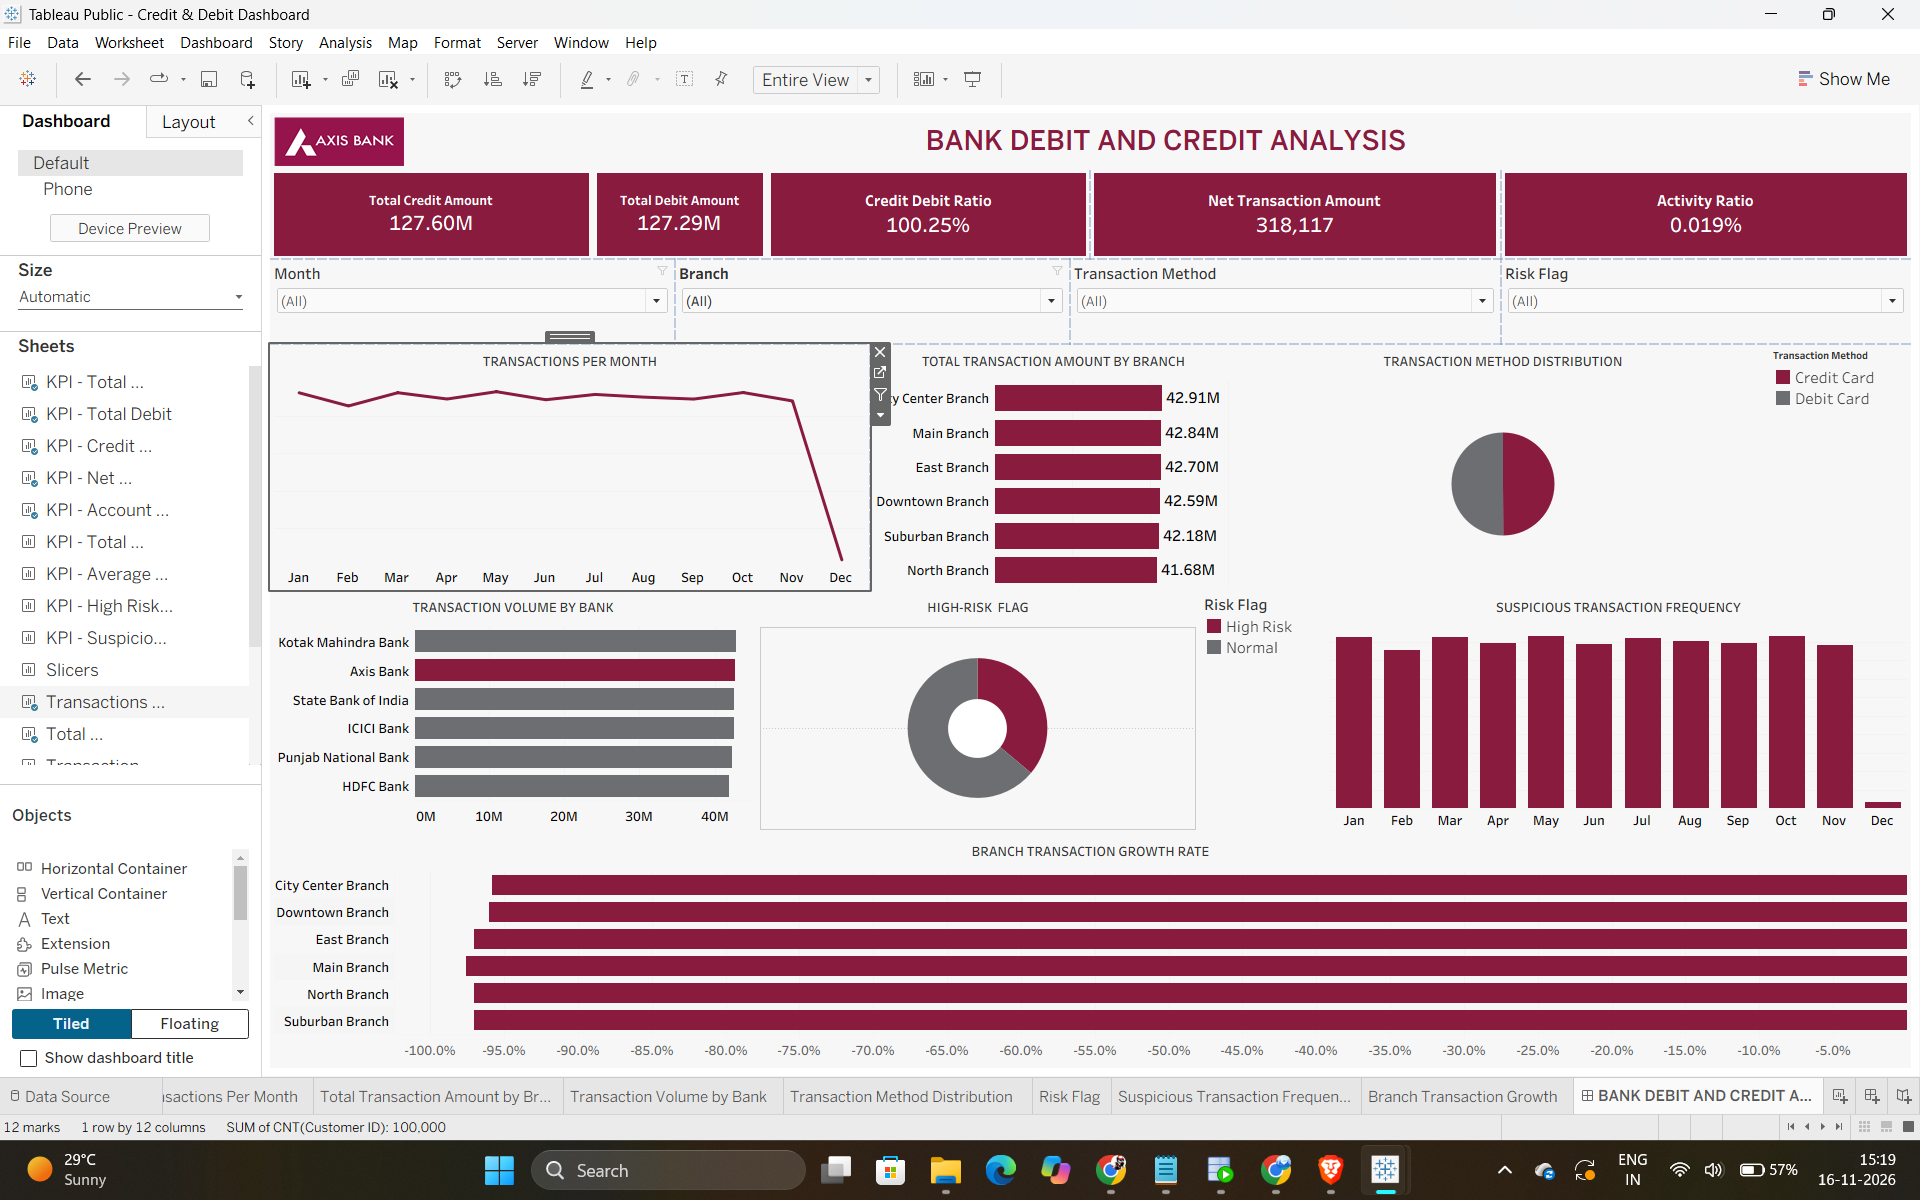 Tableau Public - Credit & Debit Dashboard
File Data Worksheet Dashboard Story Analysis Map Format Server Window Help
Entire View
Show Me
Dashboard Layout
Default
Phone
Device Preview
Size
Automatic
Sheets
KPI - Total ...
KPI - Total Debit
KPI - Credit ...
KPI - Net ...
KPI - Account ...
KPI - Total ...
KPI - Average ...
KPI - High Risk...
KPI - Suspicio...
Slicers
Transactions ...
Total ...
Objects
Horizontal Container
Vertical Container
Text
Extension
Pulse Metric
Image
Tiled Floating
Show dashboard title
AXIS BANK
BANK DEBIT AND CREDIT ANALYSIS
Total Credit Amount
127.60M
Total Debit Amount
127.29M
Credit Debit Ratio
100.25%
Net Transaction Amount
318,117
Activity Ratio
0.019%
Month
(All)
Branch
(All)
Transaction Method
(All)
Risk Flag
(All)
TRANSACTIONS PER MONTH
Jan Feb Mar Apr May Jun Jul Aug Sep Oct Nov Dec
TOTAL TRANSACTION AMOUNT BY BRANCH
y Center Branch 42.91M
Main Branch 42.84M
East Branch 42.70M
Downtown Branch 42.59M
Suburban Branch 42.18M
North Branch 41.68M
TRANSACTION METHOD DISTRIBUTION
Transaction Method
Credit Card
Debit Card
TRANSACTION VOLUME BY BANK
Kotak Mahindra Bank
Axis Bank
State Bank of India
ICICI Bank
Punjab National Bank
HDFC Bank
0M 10M 20M 30M 40M
HIGH-RISK FLAG
Risk Flag
High Risk
Normal
SUSPICIOUS TRANSACTION FREQUENCY
Jan Feb Mar Apr May Jun Jul Aug Sep Oct Nov Dec
BRANCH TRANSACTION GROWTH RATE
City Center Branch
Downtown Branch
East Branch
Main Branch
North Branch
Suburban Branch
-100.0% -95.0% -90.0% -85.0% -80.0% -75.0% -70.0% -65.0% -60.0% -55.0% -50.0% -45.0% -40.0% -35.0% -30.0% -25.0% -20.0% -15.0% -10.0% -5.0%
Data Source sactions Per Month Total Transaction Amount by Br... Transaction Volume by Bank Transaction Method Distribution Risk Flag Suspicious Transaction Frequen... Branch Transaction Growth BANK DEBIT AND CREDIT A...
12 marks 1 row by 12 columns SUM of CNT(Customer ID): 100,000
29°C
Sunny
Search
ENG
IN
57%
15:19
16-11-2026